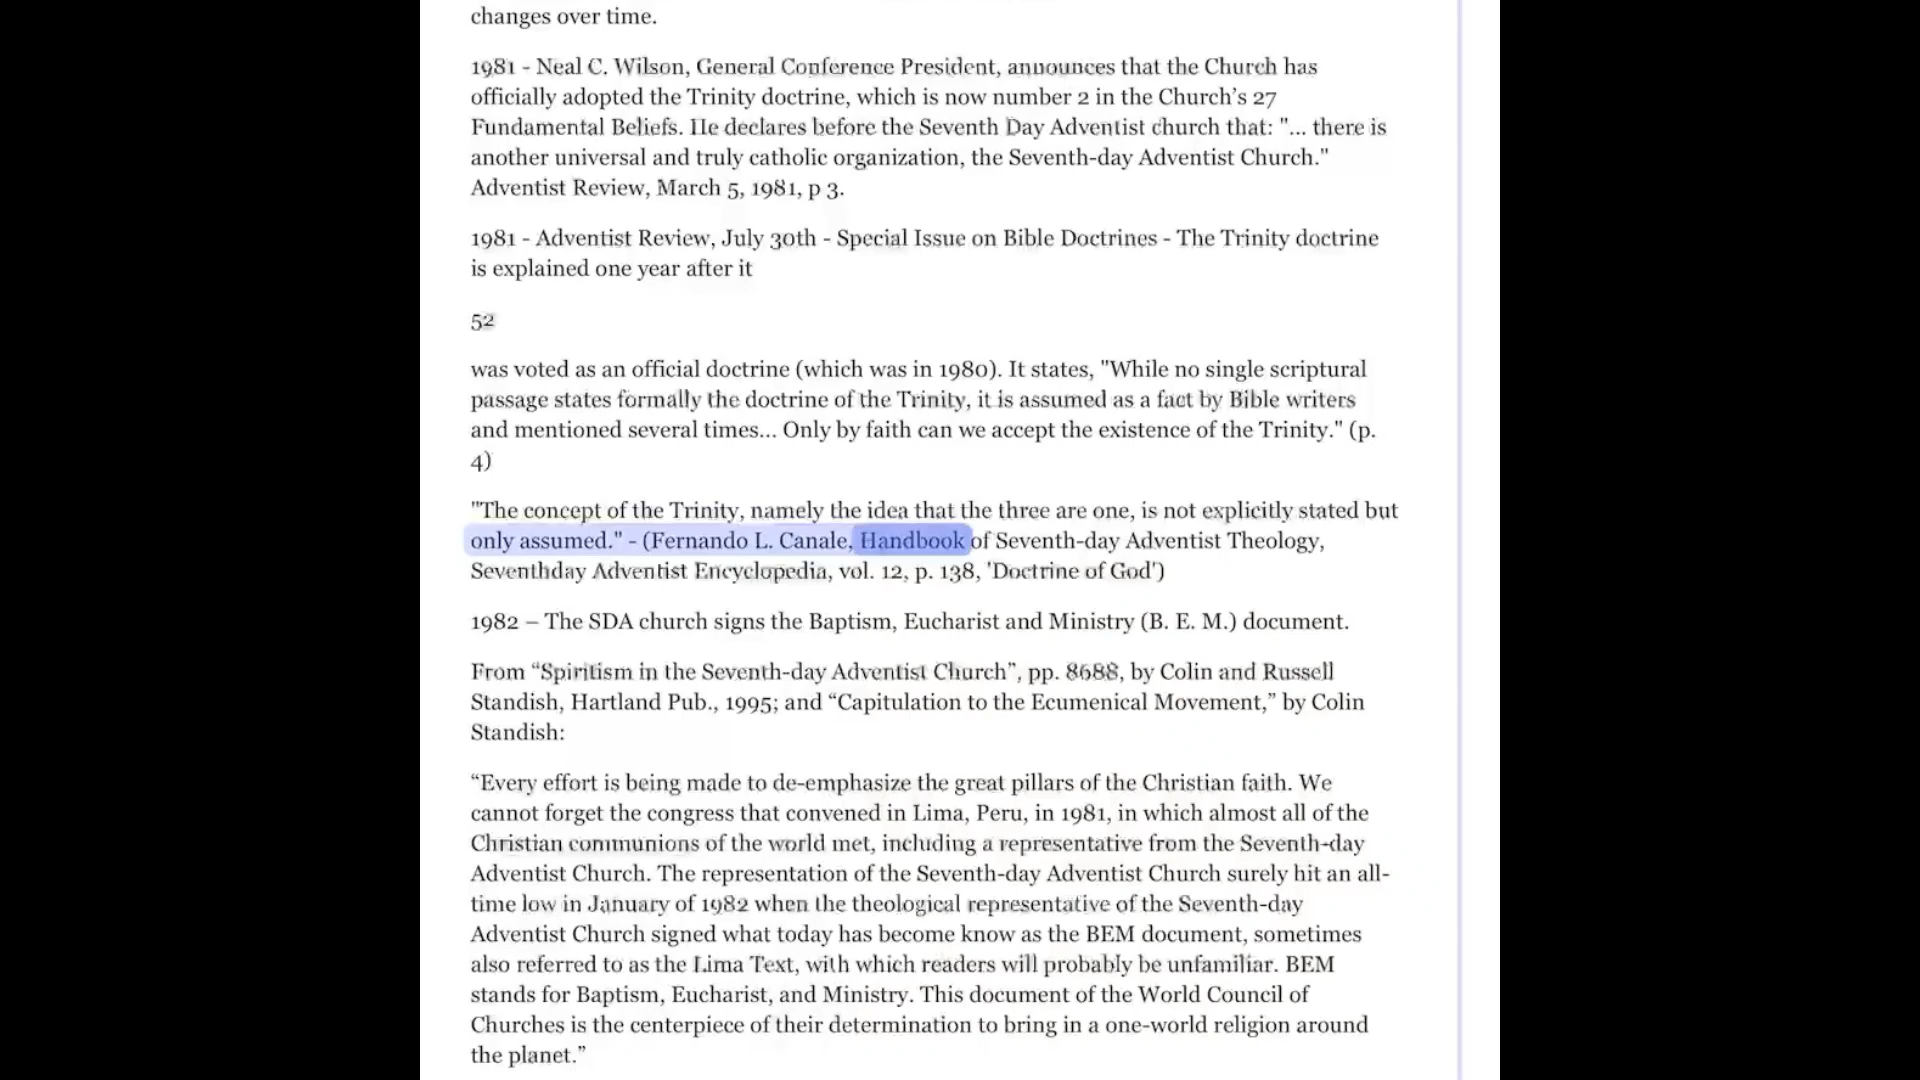 changes over time.
1981 - Neal C. Wilson, General Conference President, announces that the Church has
officially adopted the Trinity doctrine, which is now number 2 in the Church's 27
Fundamental Beliefs. He declares before the Seventh Day Adventist church that: "... there is
another universal and truly catholic organization, the Seventh-day Adventist Church."
Adventist Review, March 5, 1981, p 3.
1981 - Adventist Review, July 30th - Special Issue on Bible Doctrines - The Trinity doctrine
is explained one year after it
52
was voted as an official doctrine (which was in 1980). It states, "While no single scriptural
passage states formally the doctrine of the Trinity, it is assumed as a fact by Bible writers
and mentioned several times... Only by faith can we accept the existence of the Trinity." (p.
4)
"The concept of the Trinity, namely the idea that the three are one, is not explicitly stated but
only assumed." - (Fernando L. Canale, Handbook of Seventh-day Adventist Theology,
Seventhday Adventist Encyclopedia, vol. 12, p. 138, 'Doctrine of God')
1982 – The SDA church signs the Baptism, Eucharist and Ministry (B. E. M.) document.
From “Spiritism in the Seventh-day Adventist Church”, pp. 8688, by Colin and Russell
Standish, Hartland Pub., 1995; and “Capitulation to the Ecumenical Movement,” by Colin
Standish:
“Every effort is being made to de-emphasize the great pillars of the Christian faith. We
cannot forget the congress that convened in Lima, Peru, in 1981, in which almost all of the
Christian communions of the world met, including a representative from the Seventh-day
Adventist Church. The representation of the Seventh-day Adventist Church surely hit an all-
time low in January of 1982 when the theological representative of the Seventh-day
Adventist Church signed what today has become know as the BEM document, sometimes
also referred to as the Lima Text, with which readers will probably be unfamiliar. BEM
stands for Baptism, Eucharist, and Ministry. This document of the World Council of
Churches is the centerpiece of their determination to bring in a one-world religion around
the planet.”